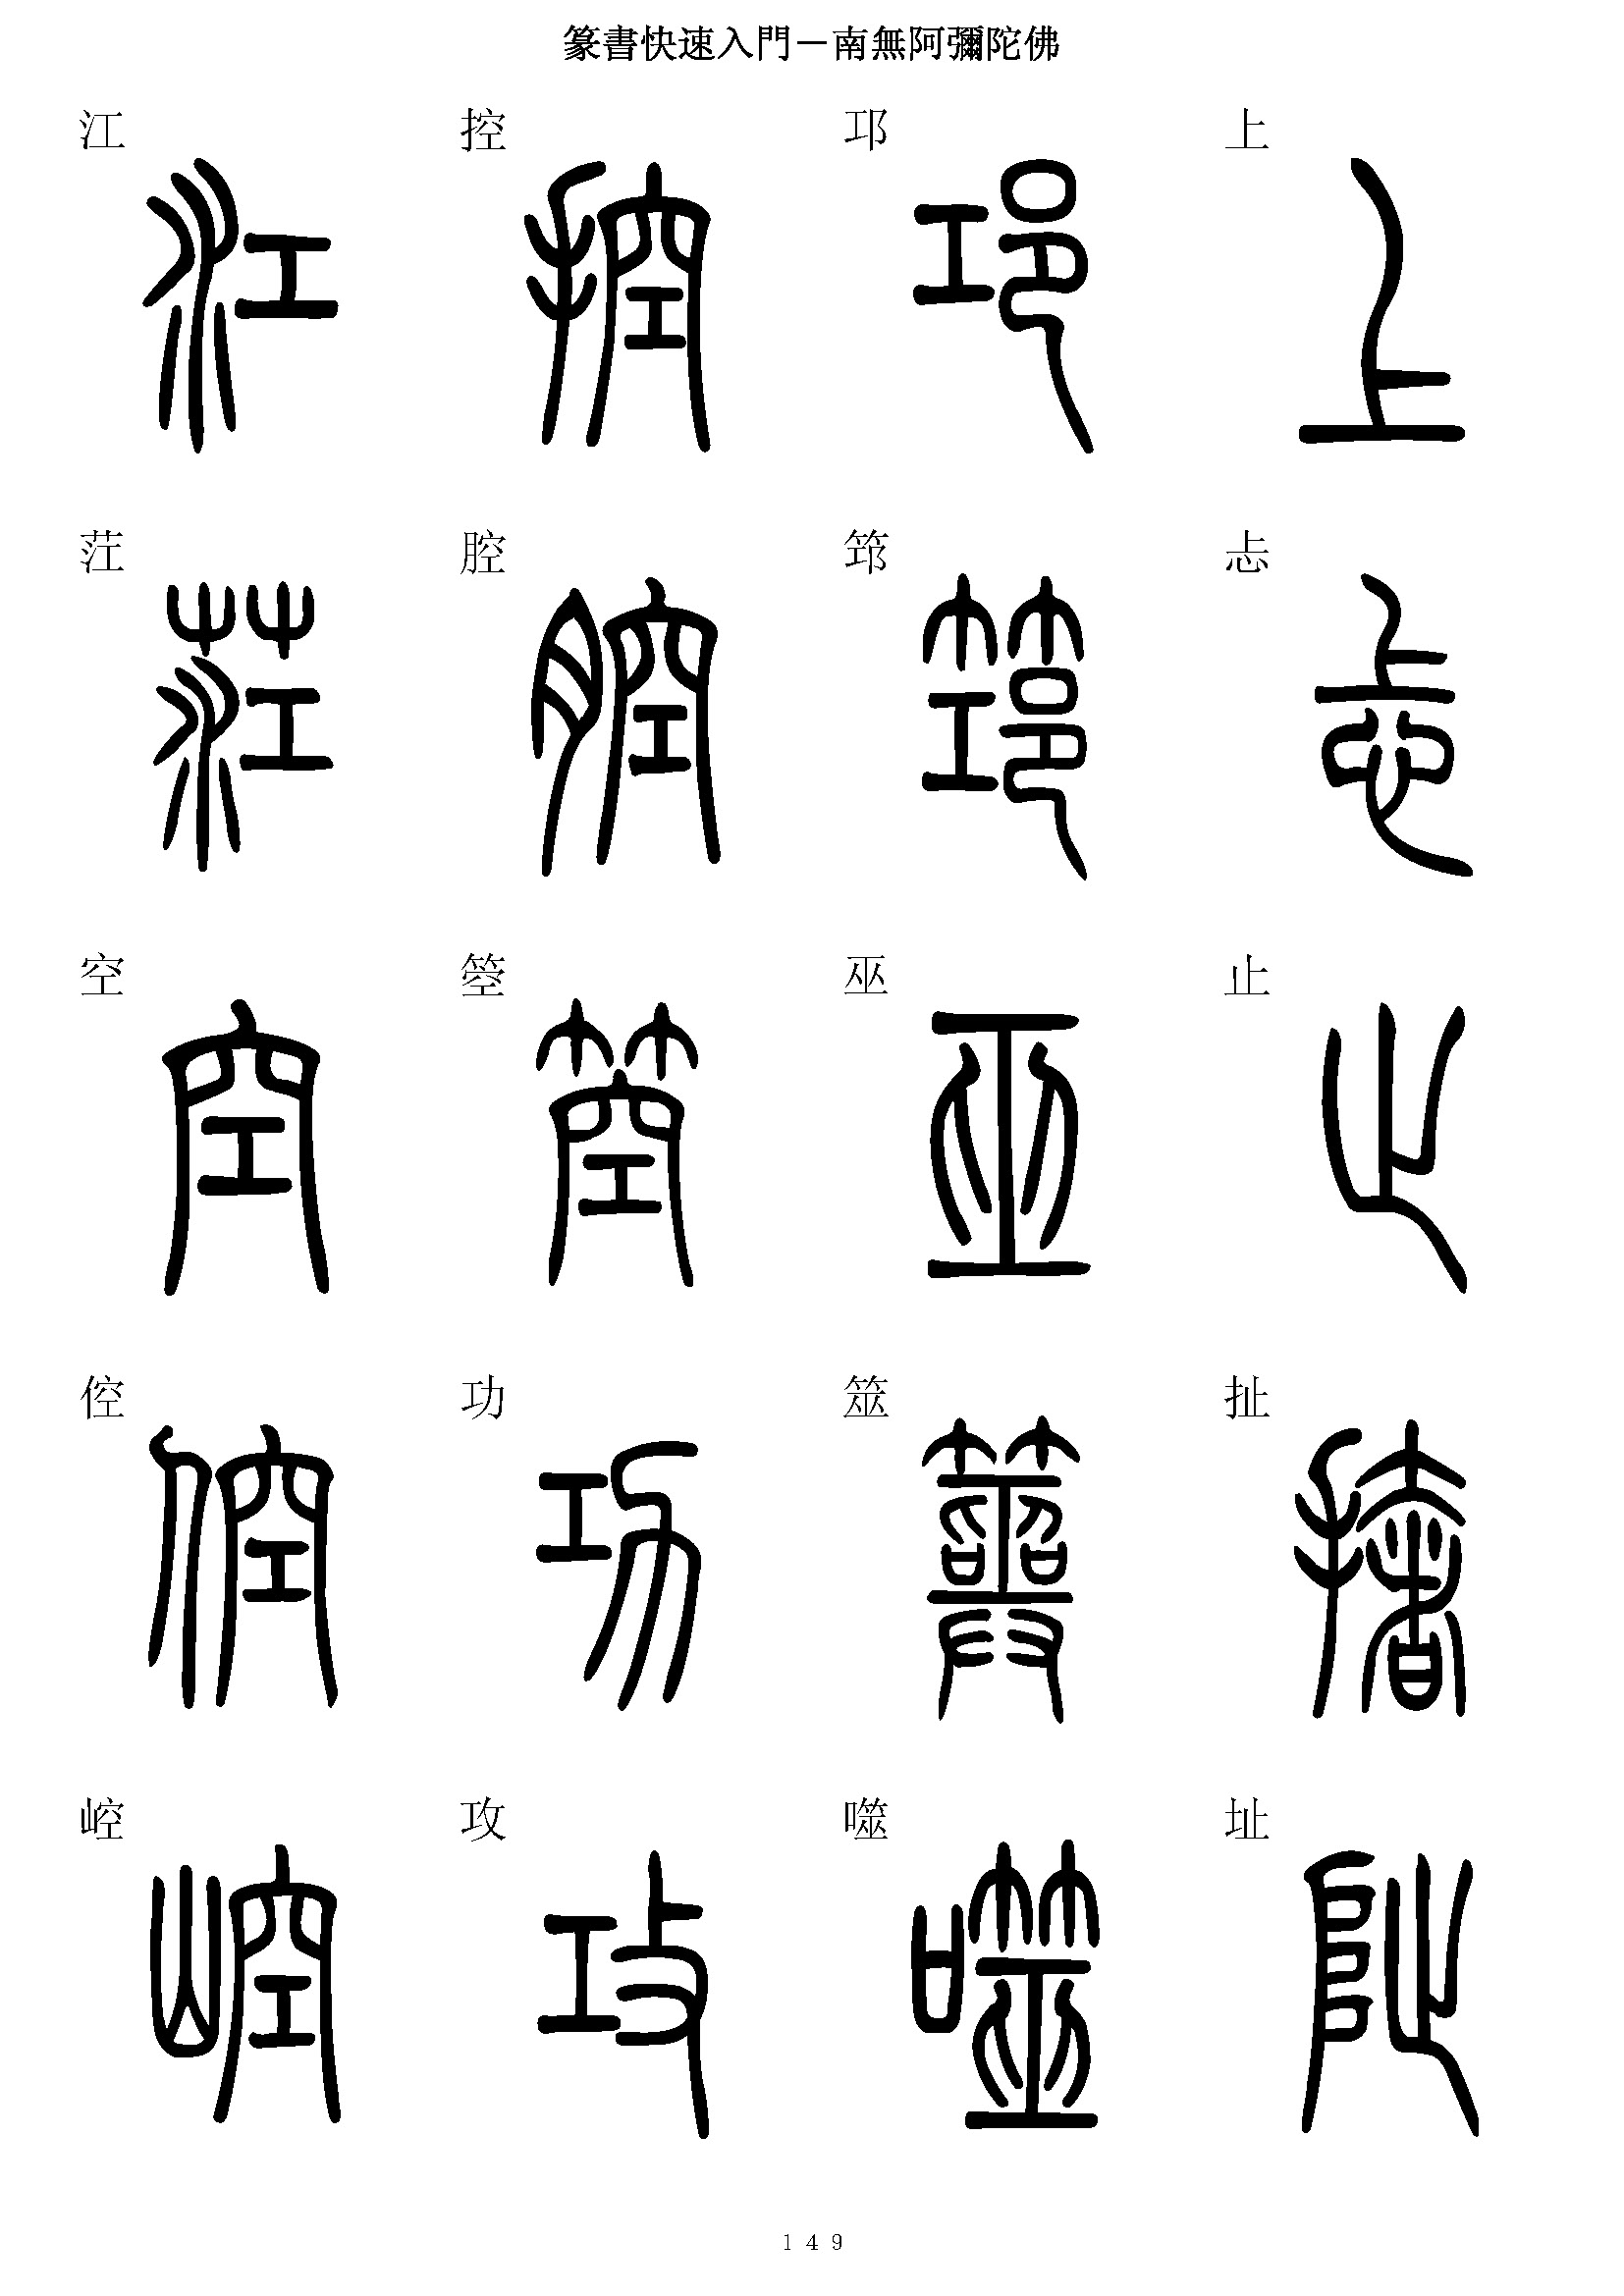 篆書快速入門－南無阿彌陀佛
江 控 邛 上
茳 腔 筇 忐
空 箜 巫 止
倥 功 筮 扯
崆 攻 噬 址
149